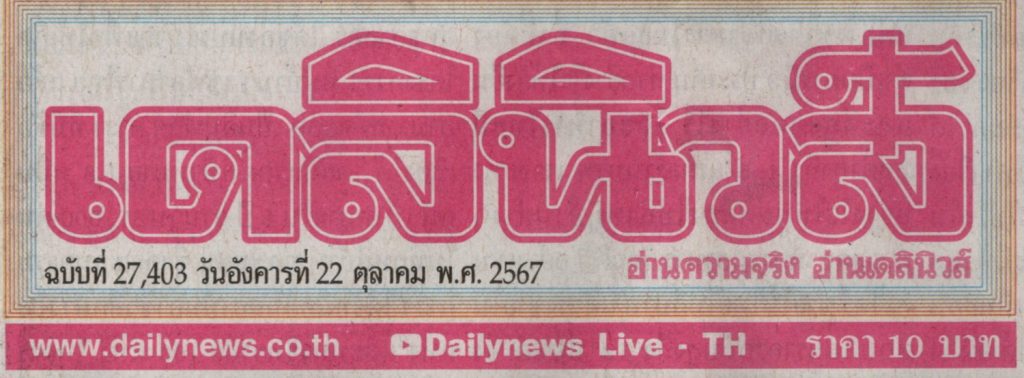 เดลินิวส์
ฉบับที่ 27,403 วันอังคารที่ 22 ตุลาคม พ.ศ. 2567
อ่านความจริง อ่านเดลินิวส์
www.dailynews.co.th Dailynews Live - TH ราคา 10 บาท